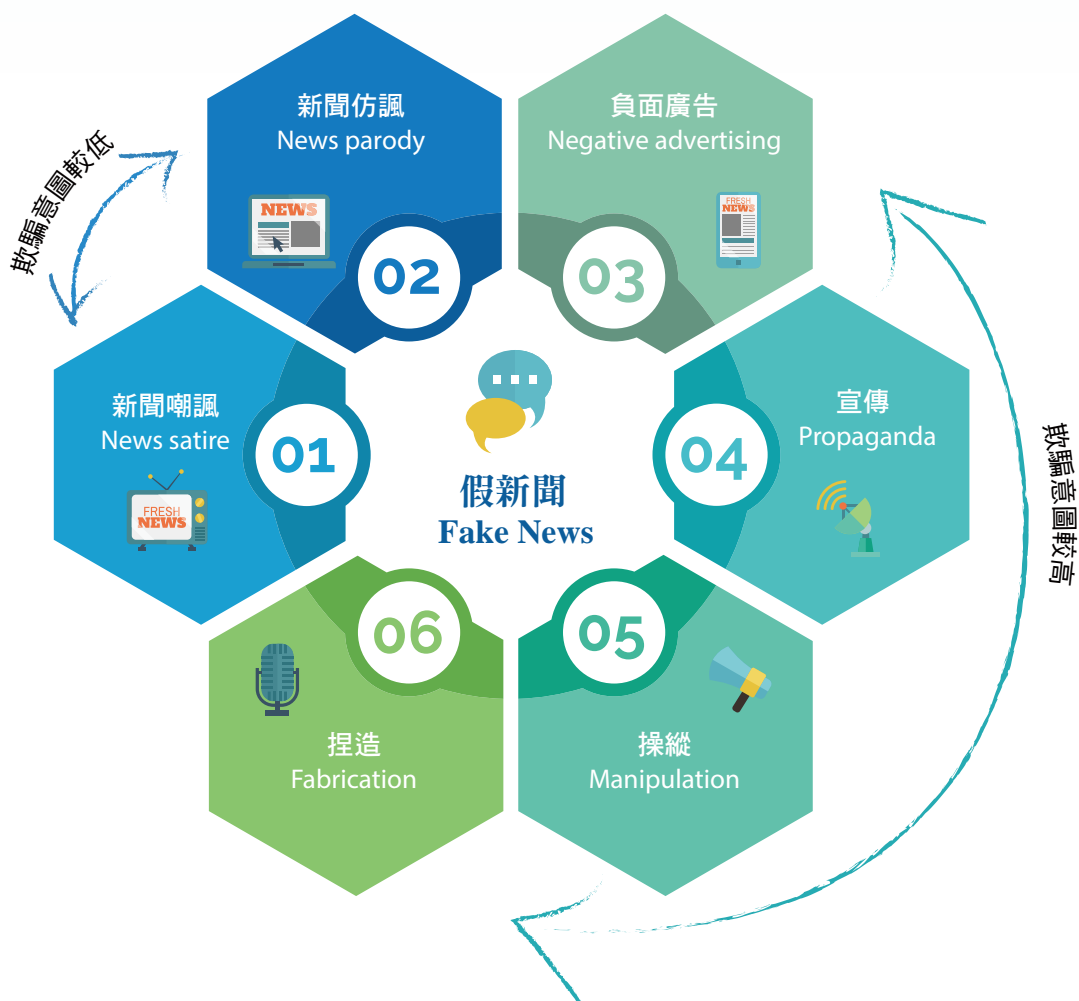 新聞仿諷
News parody
NEWS
02
負面廣告
Negative advertising
FRESH
NEWS
03
欺騙意圖較低
新聞嘲諷
News satire
FRESH
NEWS
01
假新聞
Fake News
宣傳
Propaganda
04
欺騙意圖較高
06
捏造
Fabrication
05
操縱
Manipulation